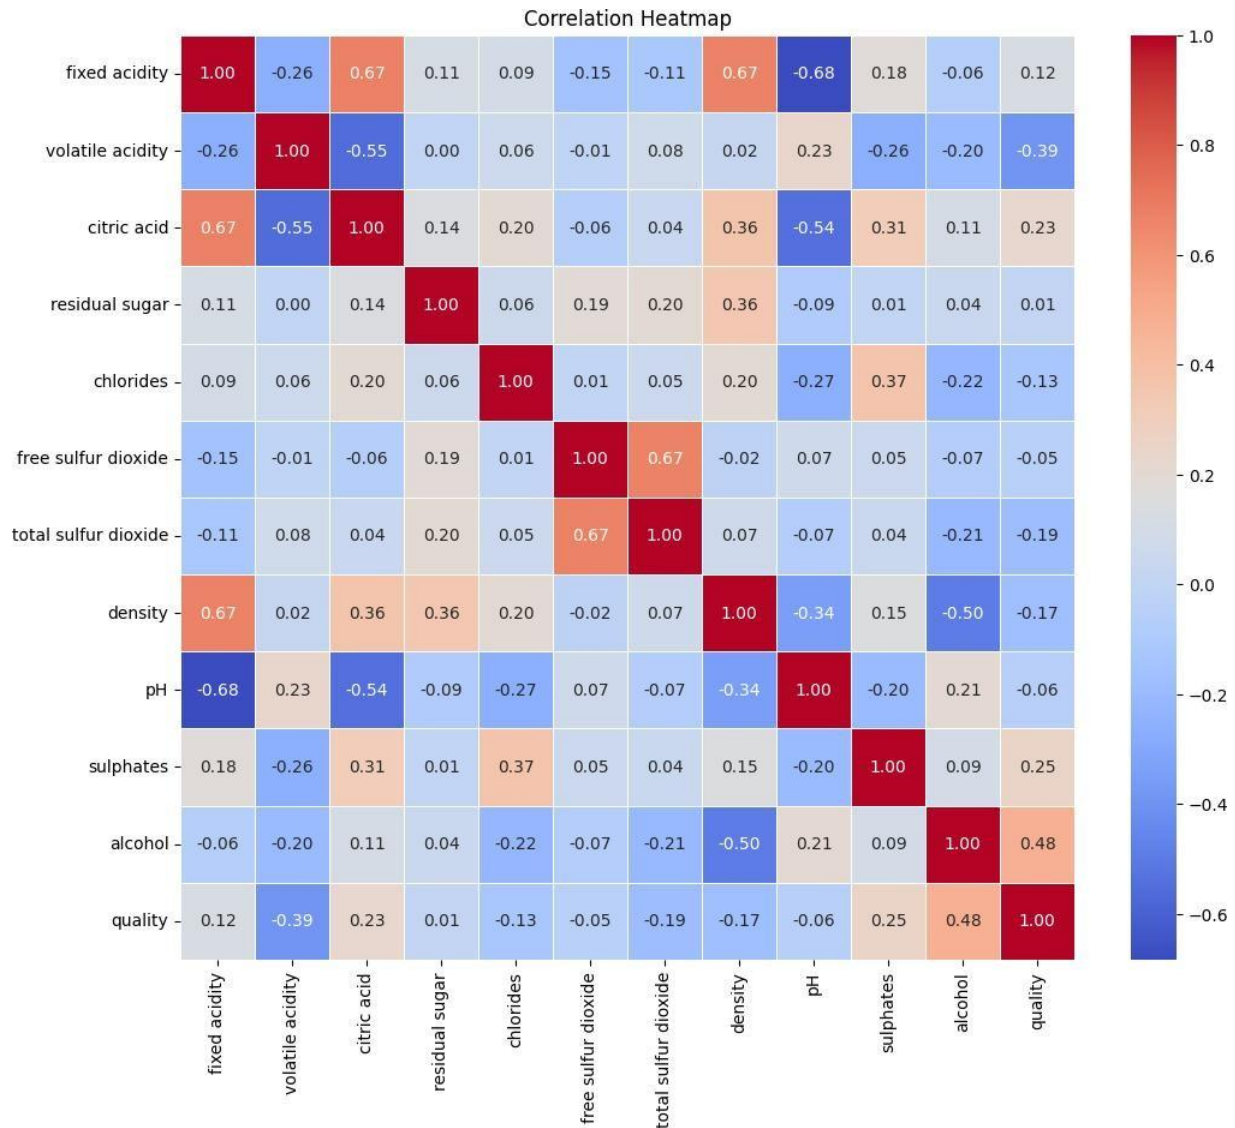 Correlation Heatmap
fixed acidity 1.00 -0.26 0.67 0.11 0.09 -0.15 -0.11 0.67 -0.68 0.18 -0.06 0.12
volatile acidity -0.26 1.00 -0.55 0.00 0.06 -0.01 0.08 0.02 0.23 -0.26 -0.20 -0.39
citric acid 0.67 -0.55 1.00 0.14 0.20 -0.06 0.04 0.36 -0.54 0.31 0.11 0.23
residual sugar 0.11 0.00 0.14 1.00 0.06 0.19 0.20 0.36 -0.09 0.01 0.04 0.01
chlorides 0.09 0.06 0.20 0.06 1.00 0.01 0.05 0.20 -0.27 0.37 -0.22 -0.13
free sulfur dioxide -0.15 -0.01 -0.06 0.19 0.01 1.00 0.67 -0.02 0.07 0.05 -0.07 -0.05
total sulfur dioxide -0.11 0.08 0.04 0.20 0.05 0.67 1.00 0.07 -0.07 0.04 -0.21 -0.19
density 0.67 0.02 0.36 0.36 0.20 -0.02 0.07 1.00 -0.34 0.15 -0.50 -0.17
pH -0.68 0.23 -0.54 -0.09 -0.27 0.07 -0.07 -0.34 1.00 -0.20 0.21 -0.06
sulphates 0.18 -0.26 0.31 0.01 0.37 0.05 0.04 0.15 -0.20 1.00 0.09 0.25
alcohol -0.06 -0.20 0.11 0.04 -0.22 -0.07 -0.21 -0.50 0.21 0.09 1.00 0.48
quality 0.12 -0.39 0.23 0.01 -0.13 -0.05 -0.19 -0.17 -0.06 0.25 0.48 1.00
fixed acidity
volatile acidity
citric acid
residual sugar
chlorides
free sulfur dioxide
total sulfur dioxide
density
pH
sulphates
alcohol
quality
1.0
0.8
0.6
0.4
0.2
0.0
−0.2
−0.4
−0.6